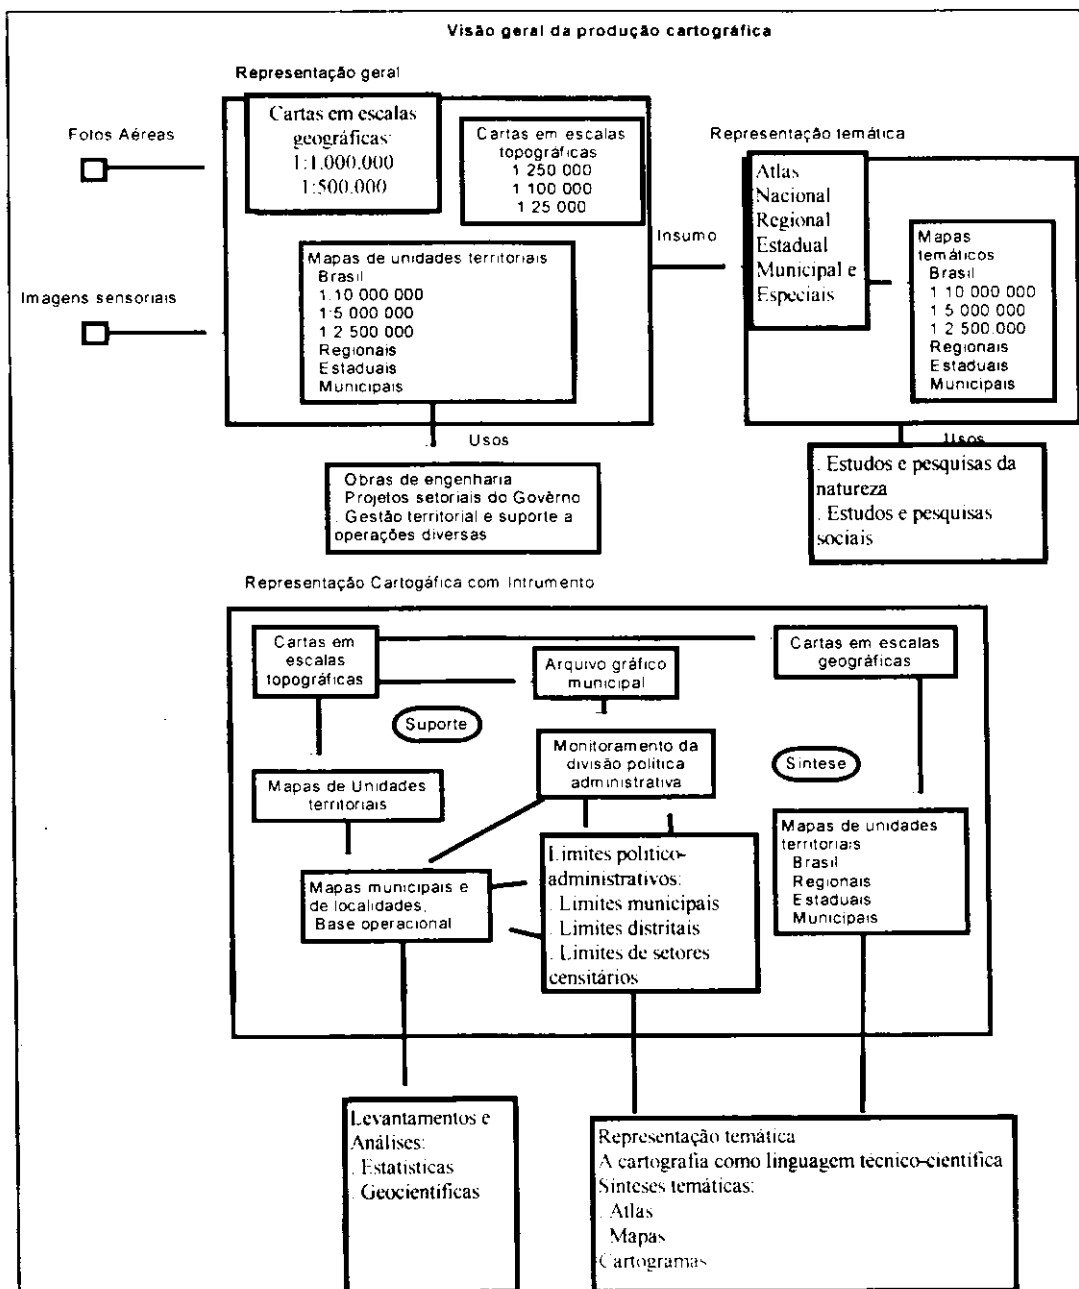 Visão geral da produção cartográfica
Representação geral
Fotos Aéreas
Imagens sensoriais
Cartas em escalas
geográficas:
1:1.000.000
1:500.000
Cartas em escalas
topográficas
1 250 000
1 100 000
1 25 000
Mapas de unidades territoriais
Brasil
1.10 000 000
1:5 000 000
1 2 500 000
Regionais
Estaduais
Municipais
Insumo
Representação temática
Atlas
Nacional
Regional
Estadual
Municipal e
Especiais
Mapas
temáticos
Brasil
1 10 000 000
1 5 000 000
1 2 500.000
Regionais
Estaduais
Municipais
Usos
. Obras de engenharia
Projetos setoriais do Govêrno
. Gestão territorial e suporte a
operações diversas
Usos
. Estudos e pesquisas da
natureza
. Estudos e pesquisas
sociais
Representação Cartogáfica com Intrumento
Cartas em
escalas
topográficas
Arquivo gráfico
municipal
Cartas em escalas
geográficas
Suporte
Monitoramento da
divisão política
administrativa
Síntese
Mapas de Unidades
territoriais
Mapas municipais e
de localidades,
Base operacional
Limites político-
administrativos:
. Limites municipais
. Limites distritais
. Limites de setores
censitários
Mapas de unidades
territoriais
Brasil
Regionais
Estaduais
Municipais
Levantamentos e
Análises:
. Estatísticas
. Geocientíficas
Representação temática
A cartografia como linguagem técnico-científica
Sínteses temáticas:
. Atlas
Mapas
Cartogramas